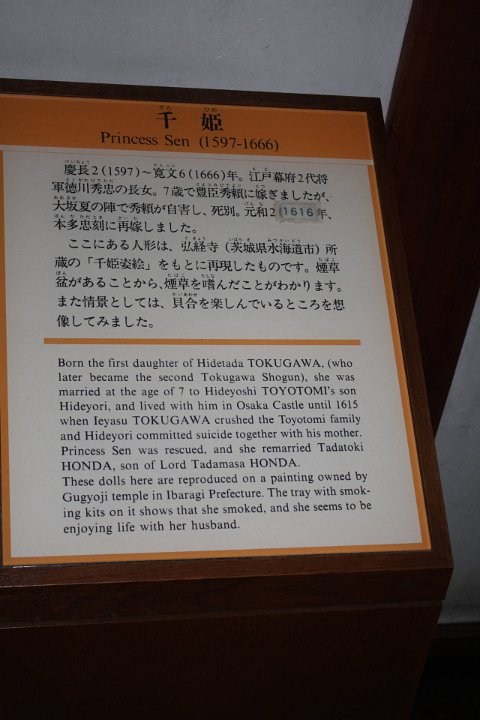 千姫
Princess Sen (1597-1666)
慶長2(1597)～寛文6(1666)年。江戸幕府2代将
軍徳川秀忠の長女。7歳で豊臣秀頼に嫁ぎましたが、
大坂夏の陣で秀頼が自害し、死別。元和2(1616年、
本多忠刻に再嫁しました。
ここにある人形は、弘経寺（茨城県水海道市）所
蔵の「千姫姿絵」をもとに再現したものです。煙草
盆があることから、煙草を嗜んだことがわかります。
また情景としては、貝合を楽しんでいるところを想
像してみました。
Born the first daughter of Hidetada TOKUGAWA, (who
later became the second Tokugawa Shogun), she was
married at the age of 7 to Hideyoshi TOYOTOMI's son
Hideyori, and lived with him in Osaka Castle until 1615
when Ieyasu TOKUGAWA crushed the Toyotomi family
and Hideyori committed suicide together with his mother.
Princess Sen was rescued, and she remarried Tadatoki
HONDA, son of Lord Tadamasa HONDA.
These dolls here are reproduced on a painting owned by
Gugyoji temple in Ibaragi Prefecture. The tray with smok-
ing kits on it shows that she smoked, and she seems to be
enjoying life with her husband.